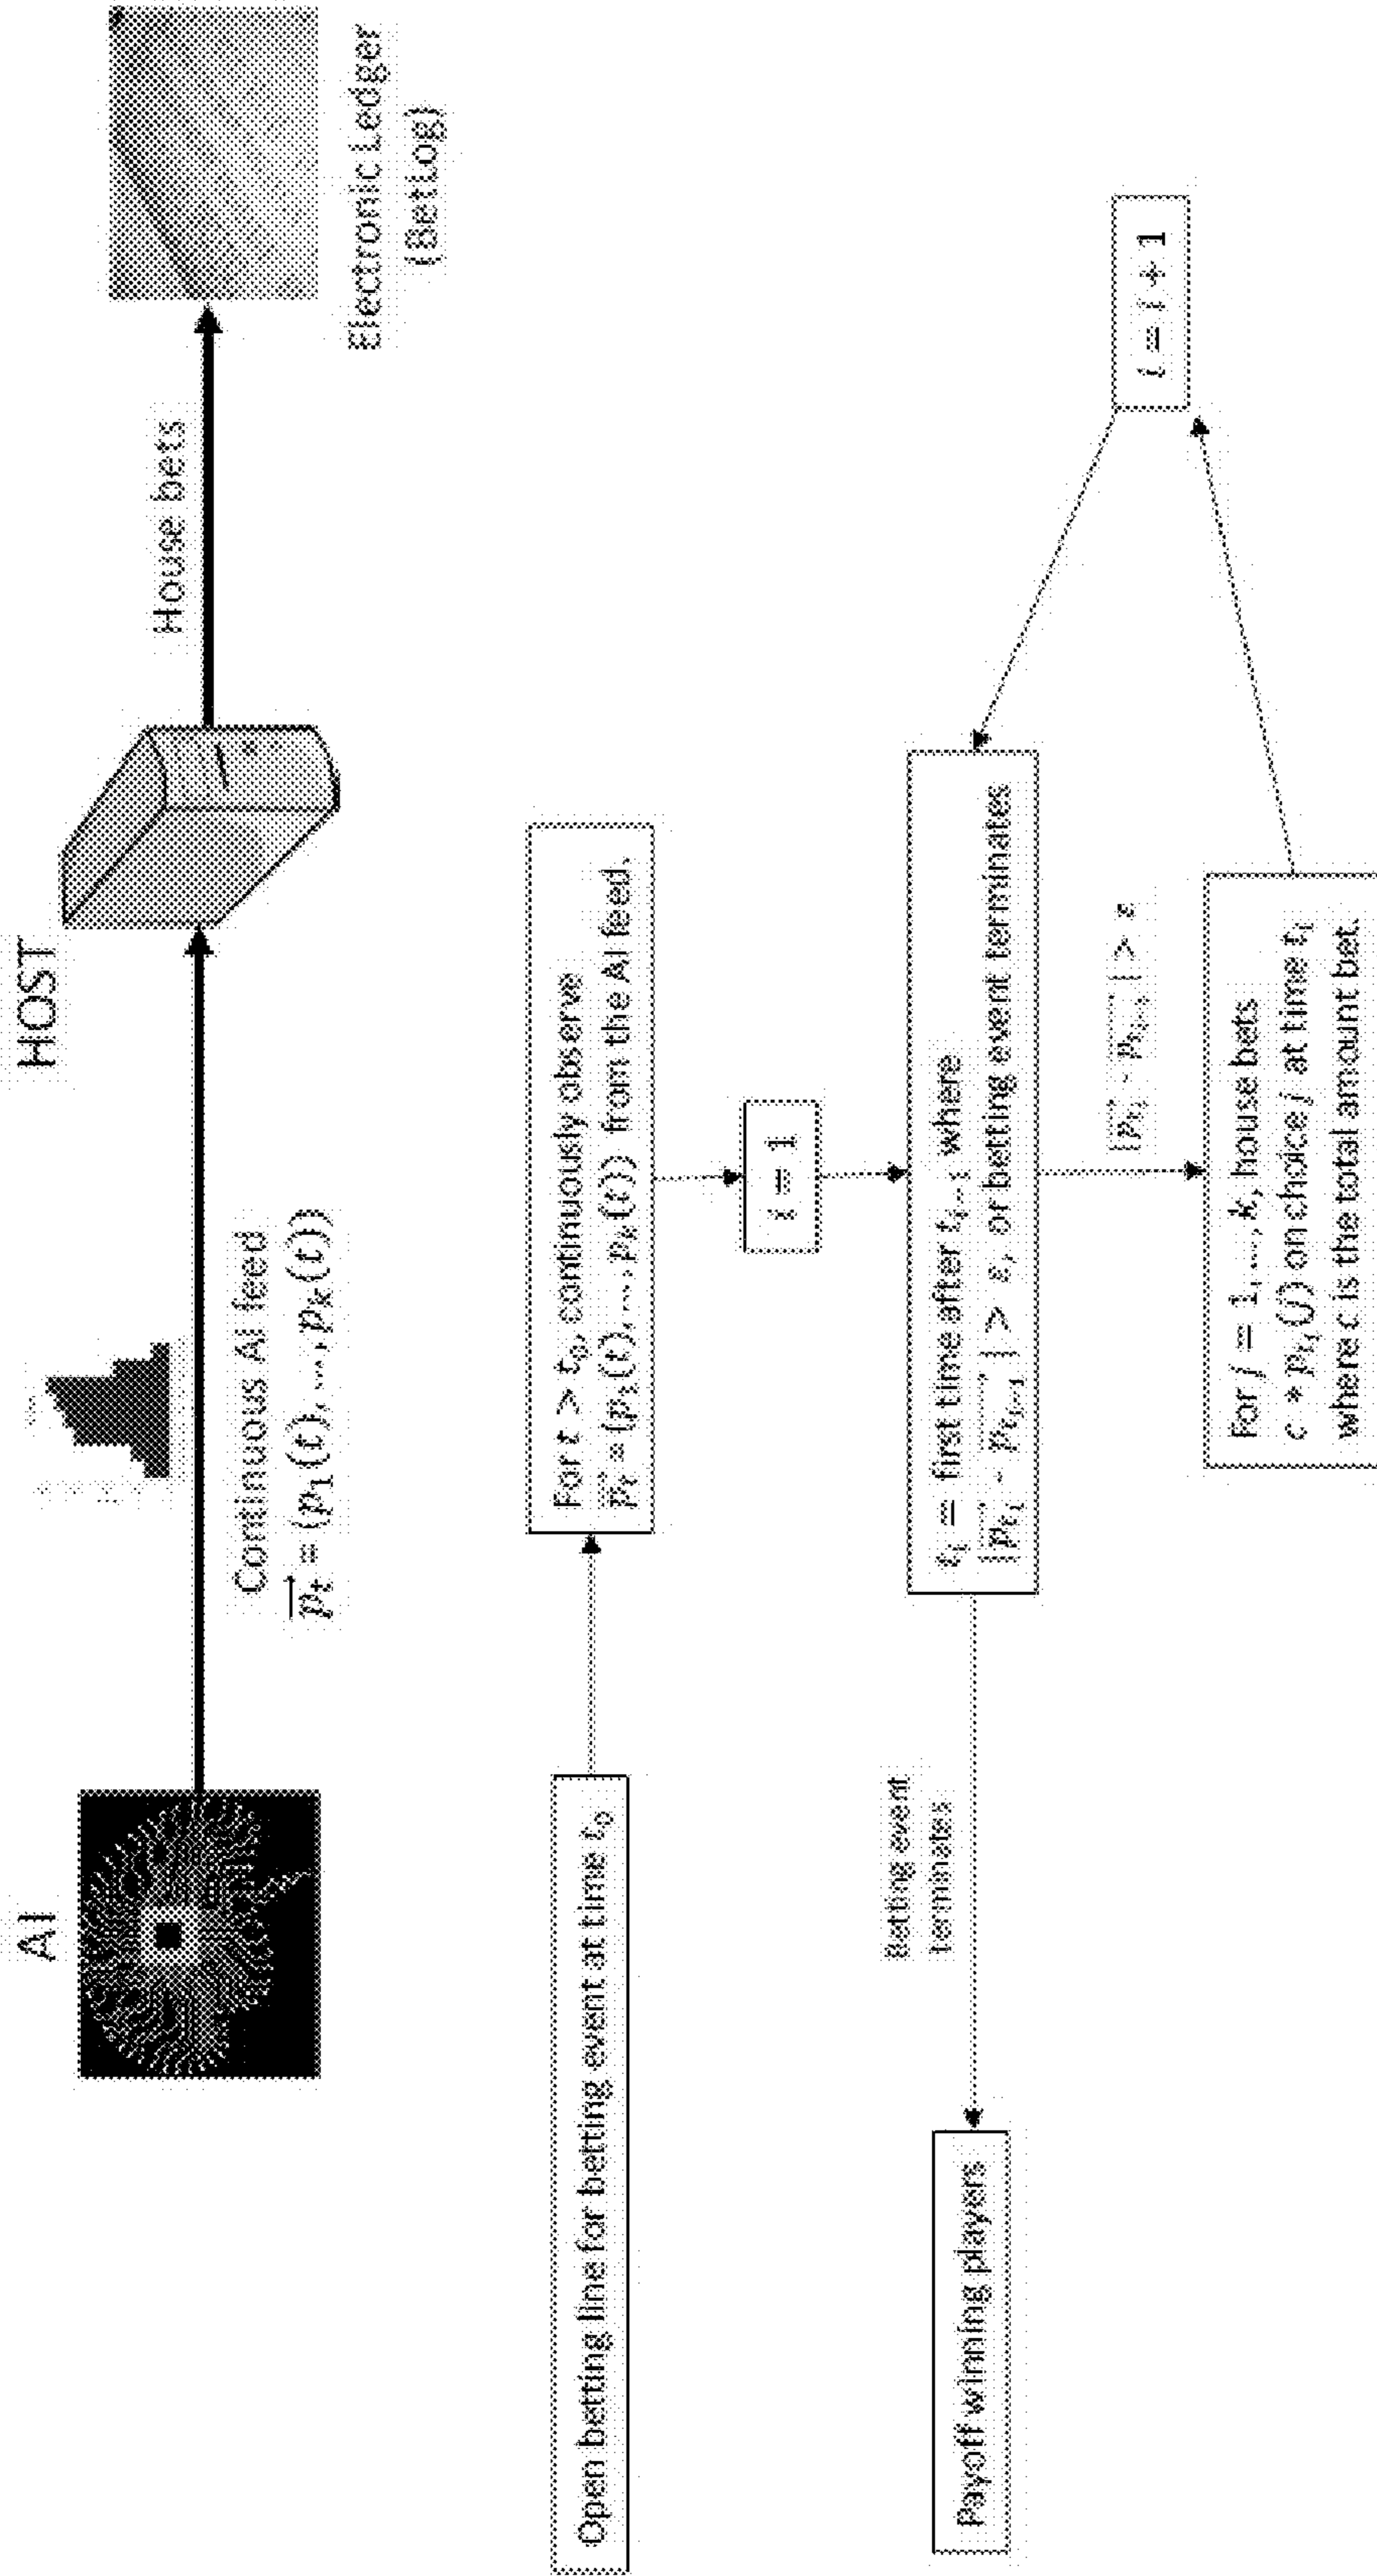 AI
HOST
Continuous AI feed
p⃗ₜ = (p₁(t), ..., pₖ(t))
House bets
Electronic Ledger
(BetLog)
Open betting line for betting event at time t₀
For t > t₀, continuously observe
p⃗ₜ = (p₁(t), ..., pₖ(t)) from the AI feed.
i = 1
tᵢ = first time after tᵢ₋₁ where
|p⃗ₜᵢ - p⃗ₜᵢ₋₁| > ε, or betting event terminates
Betting event
terminates
Payoff winning players
|p⃗ₜᵢ - p⃗ₜᵢ₋₁| > ε
For j = 1, ..., k, house bets
c * pₜᵢ(j) on choice j at time tᵢ
where c is the total amount bet.
i = i + 1